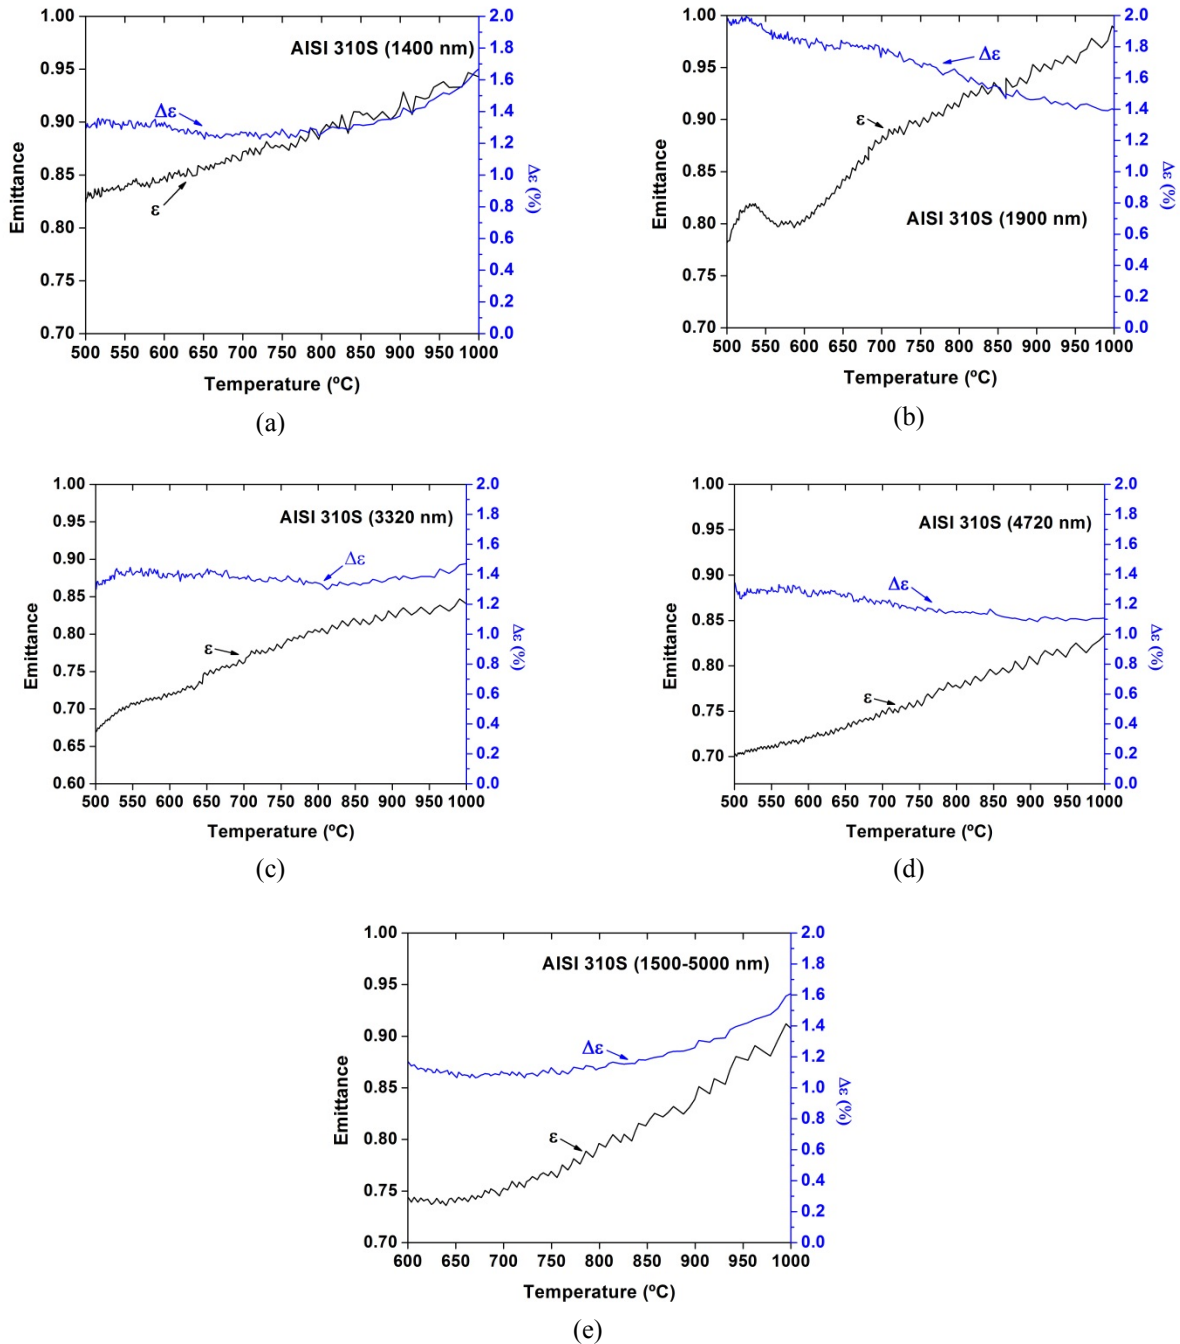 AISI 310S (1400 nm)
Δε
ε
Emittance
1.00
0.95
0.90
0.85
0.80
0.75
0.70
2.0
1.8
1.6
1.4
1.2
1.0
0.8
0.6
0.4
0.2
0.0
Δε (%)
500 550 600 650 700 750 800 850 900 950 1000
Temperature (ºC)
(a)
Δε
ε
AISI 310S (1900 nm)
Emittance
1.00
0.95
0.90
0.85
0.80
0.75
0.70
2.0
1.8
1.6
1.4
1.2
1.0
0.8
0.6
0.4
0.2
0.0
Δε (%)
500 550 600 650 700 750 800 850 900 950 1000
Temperature (ºC)
(b)
AISI 310S (3320 nm)
Δε
ε
Emittance
1.00
0.95
0.90
0.85
0.80
0.75
0.70
0.65
0.60
2.0
1.8
1.6
1.4
1.2
1.0
0.8
0.6
0.4
0.2
0.0
Δε (%)
500 550 600 650 700 750 800 850 900 950 1000
Temperature (ºC)
(c)
AISI 310S (4720 nm)
Δε
ε
Emittance
1.00
0.95
0.90
0.85
0.80
0.75
0.70
2.0
1.8
1.6
1.4
1.2
1.0
0.8
0.6
0.4
0.2
0.0
Δε (%)
500 550 600 650 700 750 800 850 900 950 1000
Temperature (ºC)
(d)
AISI 310S (1500-5000 nm)
Δε
ε
Emittance
1.00
0.95
0.90
0.85
0.80
0.75
0.70
2.0
1.8
1.6
1.4
1.2
1.0
0.8
0.6
0.4
0.2
0.0
Δε (%)
600 650 700 750 800 850 900 950 1000
Temperature (ºC)
(e)